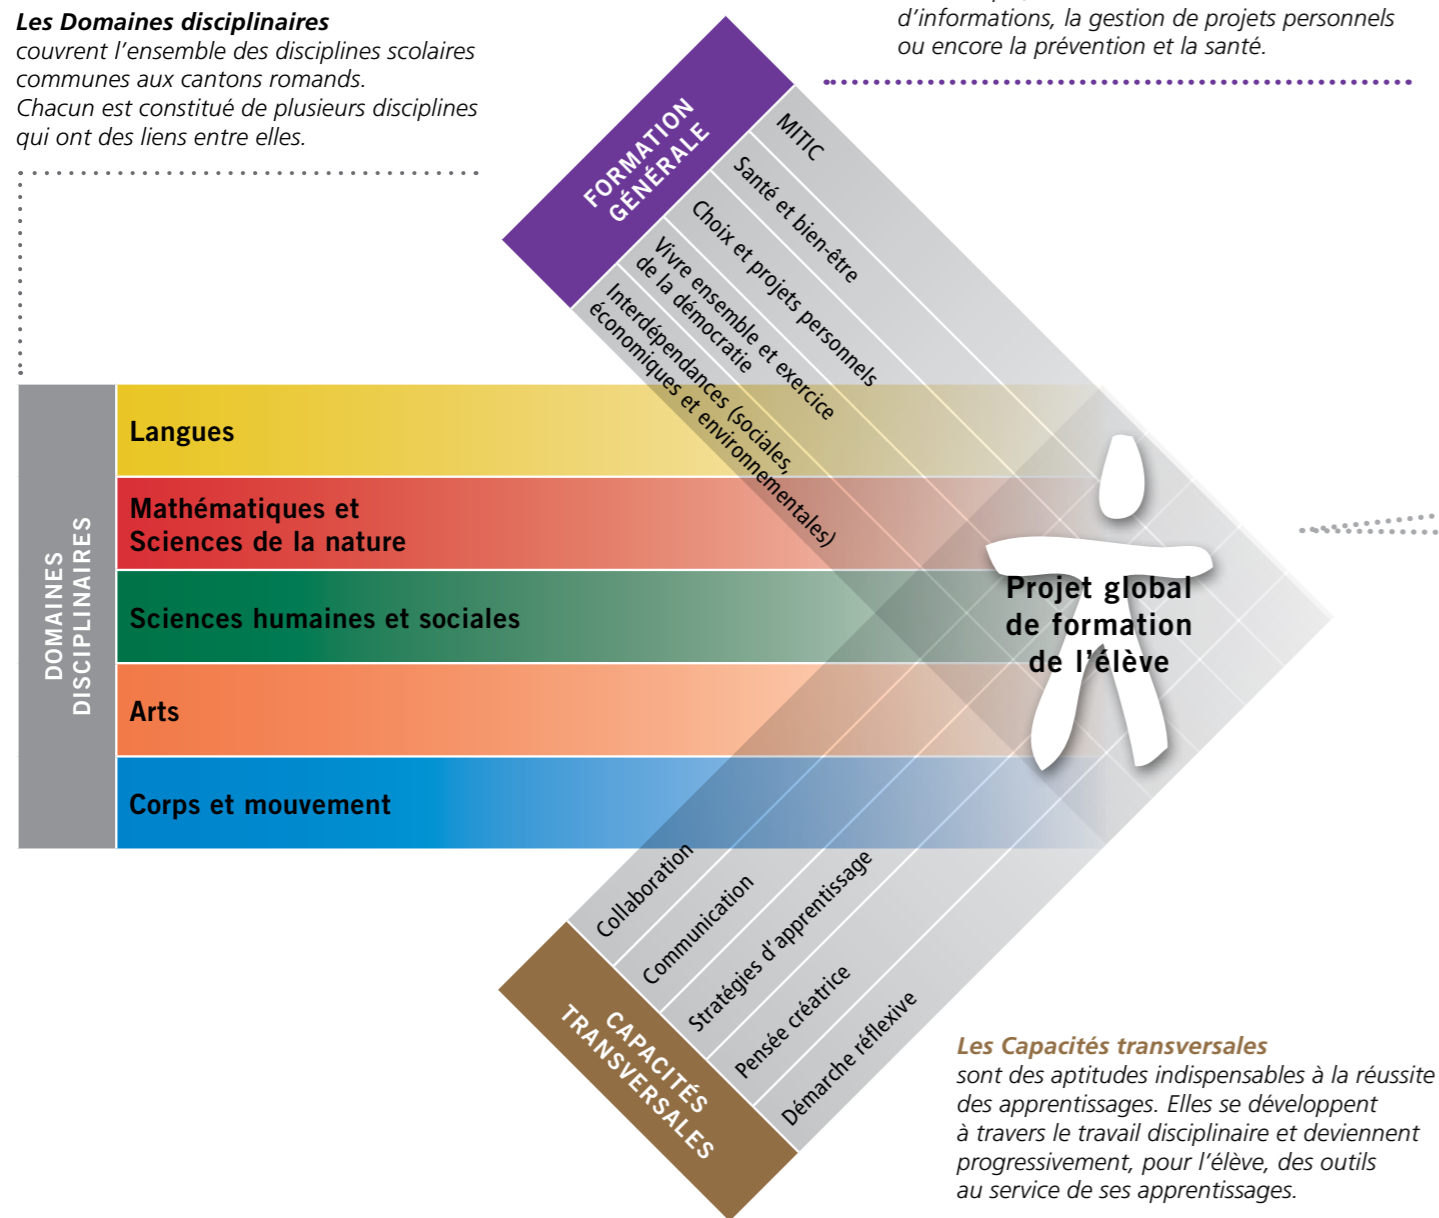 Les Domaines disciplinaires
couvrent l’ensemble des disciplines scolaires
communes aux cantons romands.
Chacun est constitué de plusieurs disciplines
qui ont des liens entre elles.
d’informations, la gestion de projets personnels
ou encore la prévention et la santé.
FORMATION
GÉNÉRALE
MITIC
Santé et bien-être
Choix et projets personnels
Vivre ensemble et exercice
de la démocratie
Interdépendances (sociales,
économiques et environnementales)
DOMAINES
DISCIPLINAIRES
Langues
Mathématiques et
Sciences de la nature
Sciences humaines et sociales
Arts
Corps et mouvement
Projet global
de formation
de l’élève
Collaboration
Communication
Stratégies d’apprentissage
Pensée créatrice
Démarche réflexive
CAPACITÉS
TRANSVERSALES
Les Capacités transversales
sont des aptitudes indispensables à la réussite
des apprentissages. Elles se développent
à travers le travail disciplinaire et deviennent
progressivement, pour l’élève, des outils
au service de ses apprentissages.